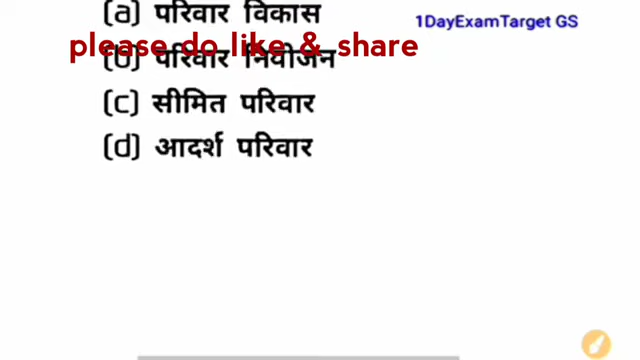 (a) परिवार विकास
1DayExamTarget GS
please do like & share
(b) परिवार नियोजन
(c) सीमित परिवार
(d) आदर्श परिवार